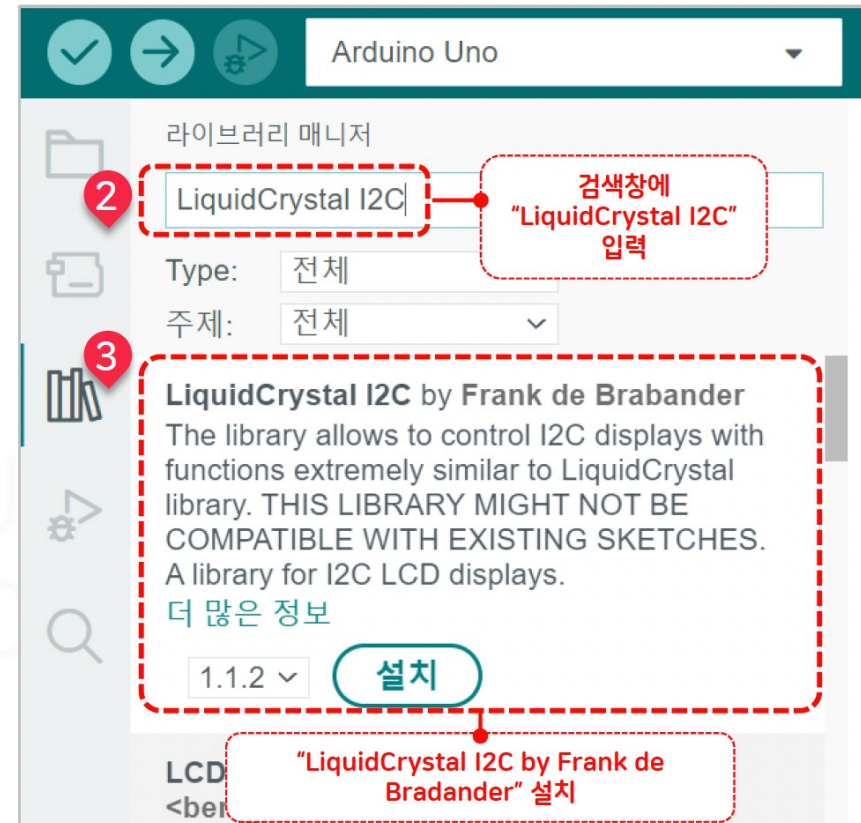 Arduino Uno
라이브러리 매니저
2
LiquidCrystal I2C
검색창에
“LiquidCrystal I2C”
입력
Type: 전체
주제: 전체
3
LiquidCrystal I2C by Frank de Brabander
The library allows to control I2C displays with
functions extremely similar to LiquidCrystal
library. THIS LIBRARY MIGHT NOT BE
COMPATIBLE WITH EXISTING SKETCHES.
A library for I2C LCD displays.
더 많은 정보
1.1.2 설치
“LiquidCrystal I2C by Frank de
Bradander” 설치
LCD
<ber